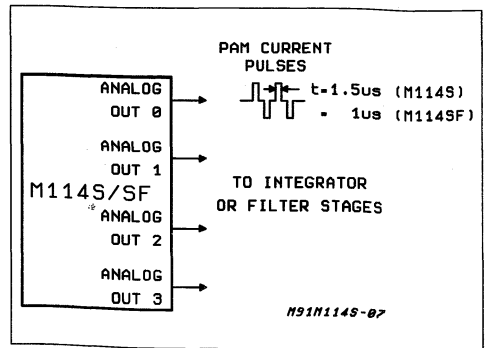 PAM CURRENT
PULSES
t=1.5us (M114S)
= 1us (M114SF)
ANALOG
OUT 0
ANALOG
OUT 1
M114S/SF
ANALOG
OUT 2
ANALOG
OUT 3
TO INTEGRATOR
OR FILTER STAGES
M91M114S-07